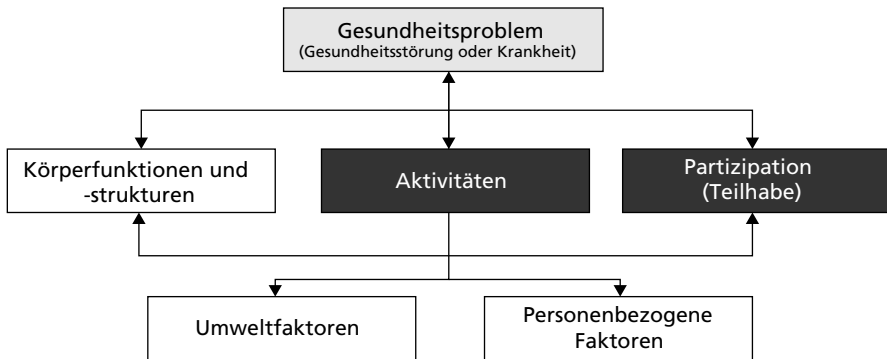 Gesundheitsproblem
(Gesundheitsstörung oder Krankheit)
Körperfunktionen und
-strukturen
Aktivitäten
Partizipation
(Teilhabe)
Umweltfaktoren
Personenbezogene
Faktoren